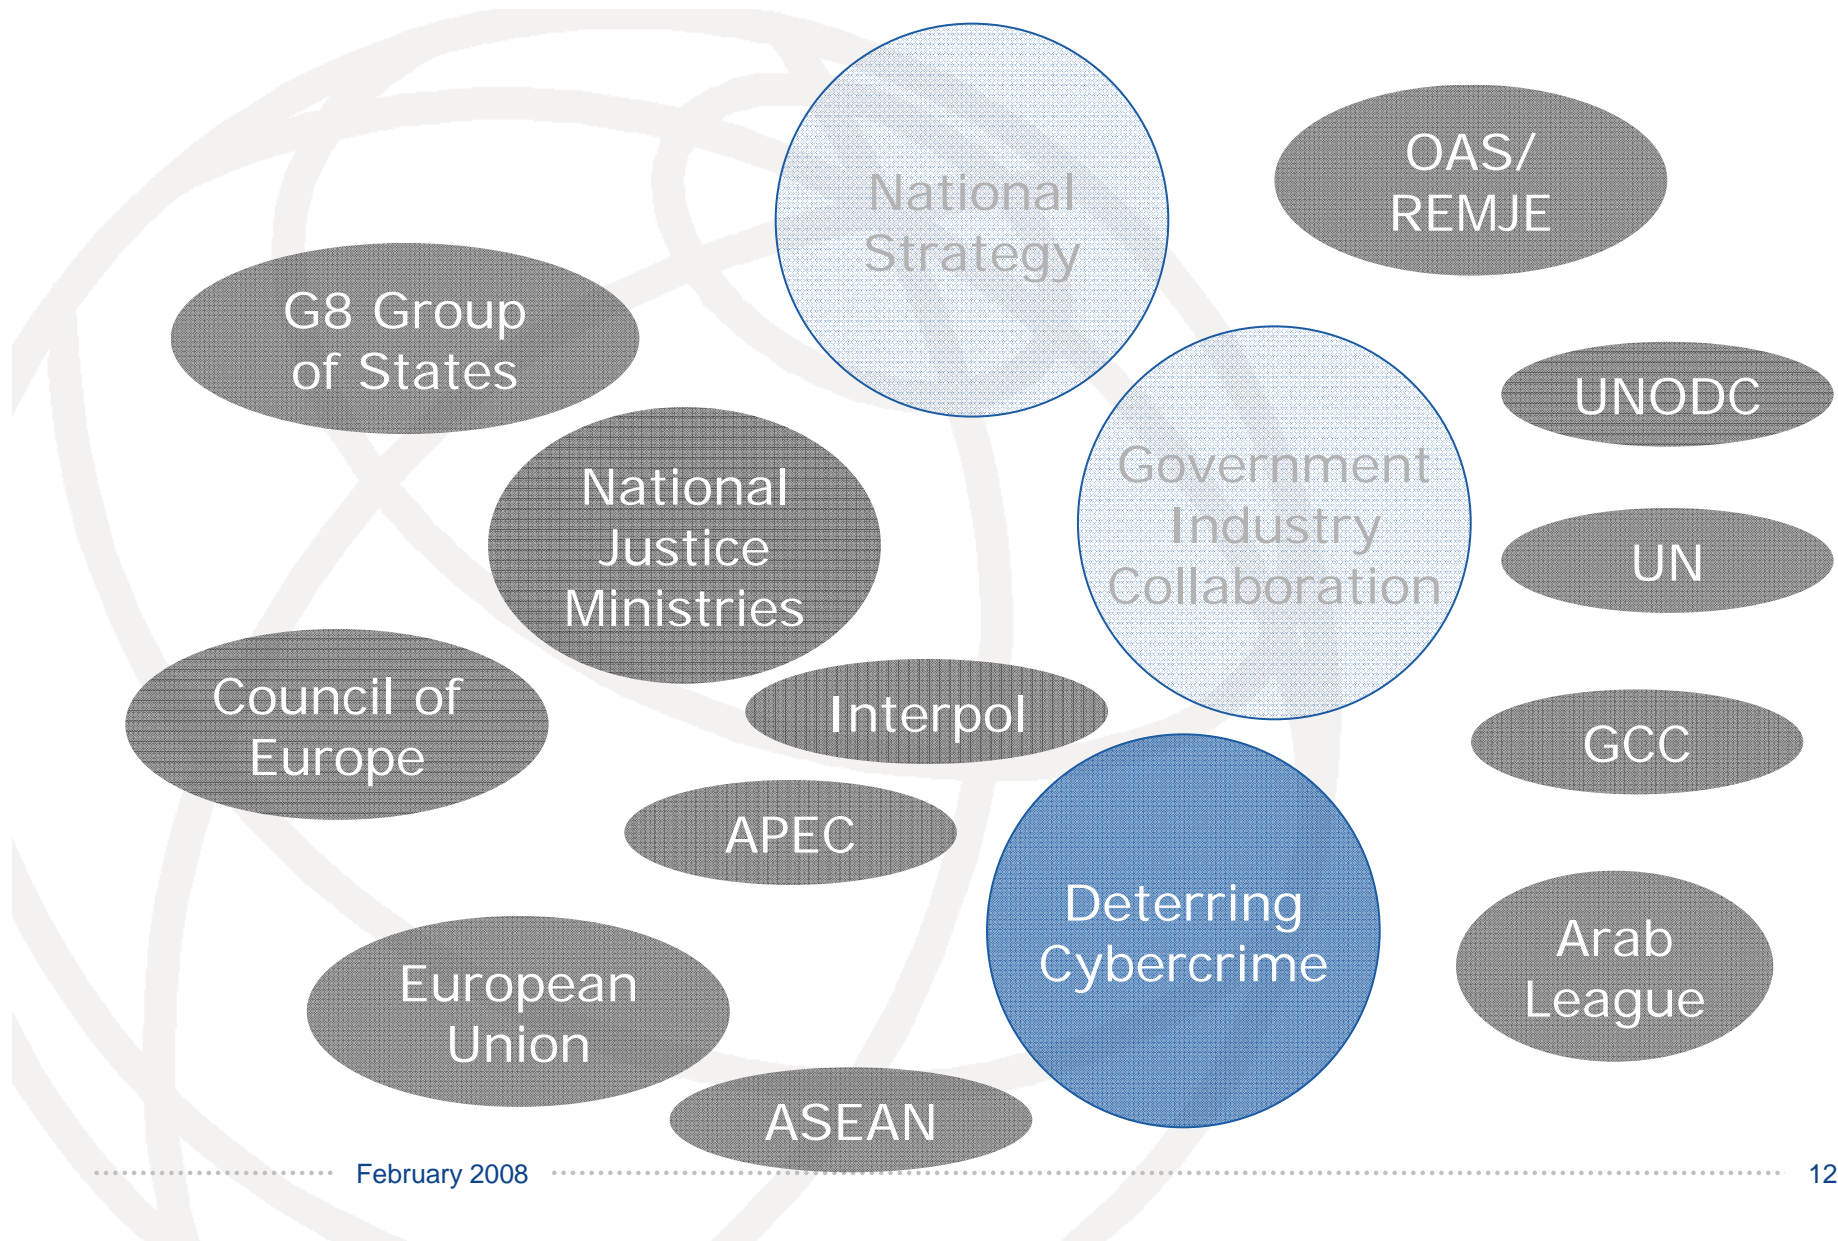 National
Strategy
OAS/
REMJE
G8 Group
of States
UNODC
National
Justice
Ministries
Government
Industry
Collaboration
UN
Council of
Europe
Interpol
GCC
APEC
Deterring
Cybercrime
Arab
League
European
Union
ASEAN
February 2008
12